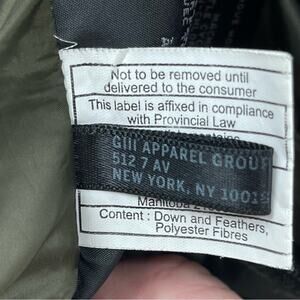 Not to be removed until
delivered to the consumer
This label is affixed in compliance
with Provincial Law
GIII APPAREL GROUP
512 7 AV
NEW YORK, NY
Manitoba
Content : Down and Feathers,
Polyester Fibres